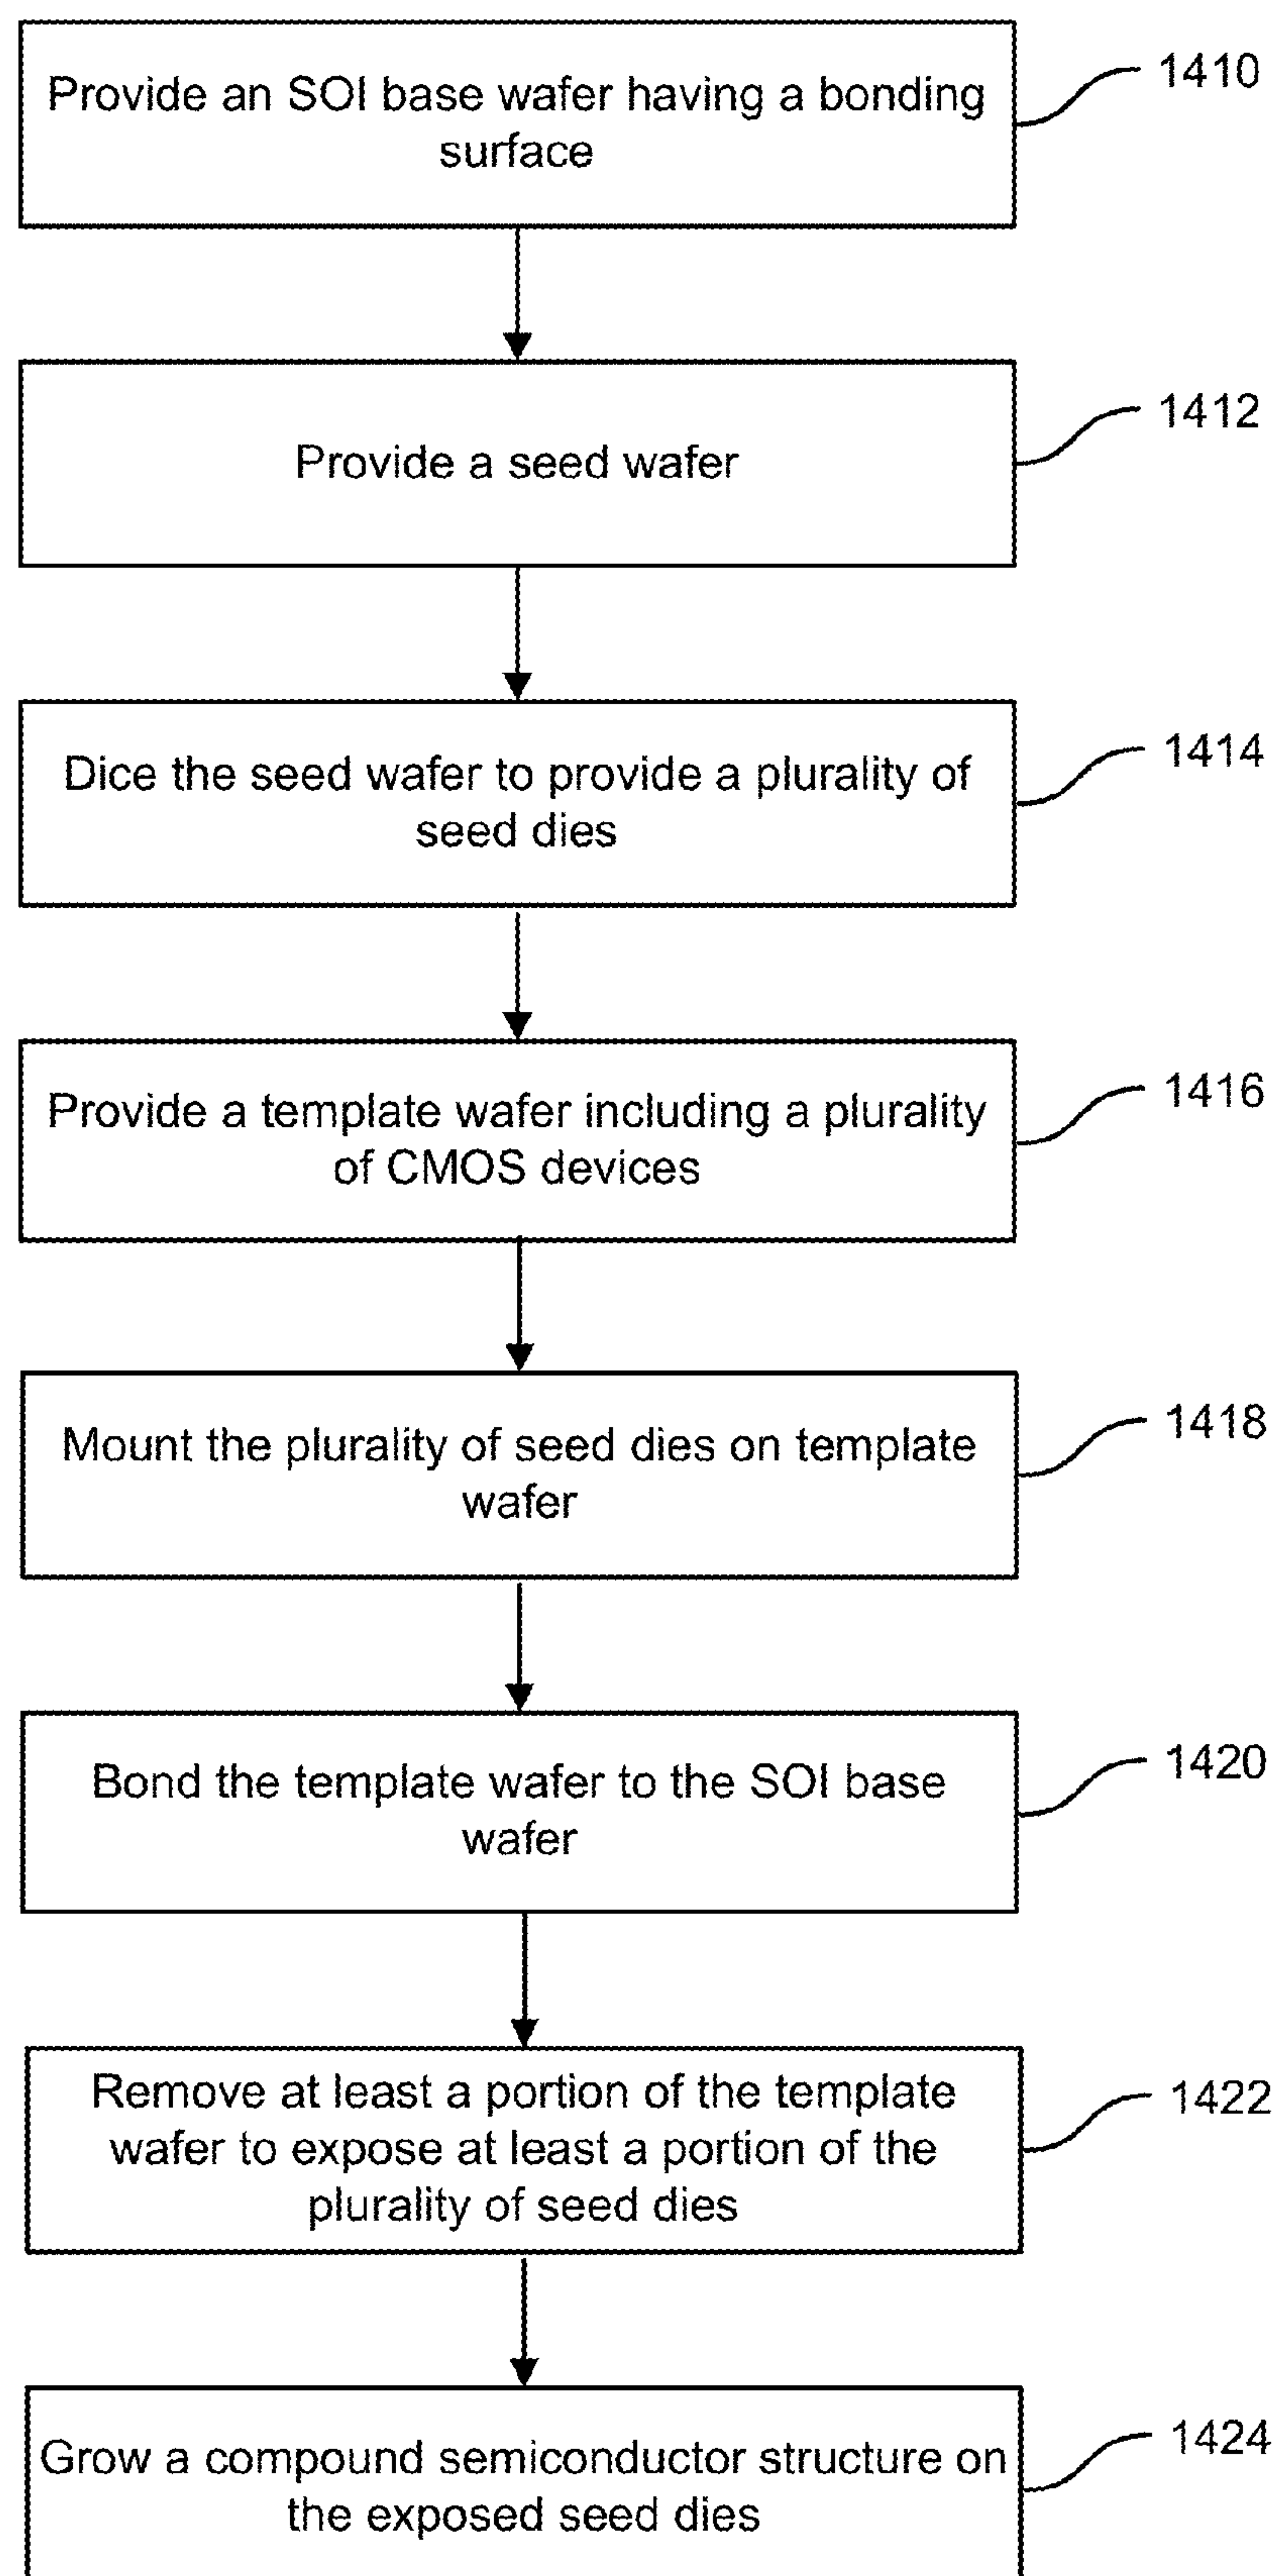 Provide an SOI base wafer having a bonding
surface
1410
Provide a seed wafer
1412
Dice the seed wafer to provide a plurality of
seed dies
1414
Provide a template wafer including a plurality
of CMOS devices
1416
Mount the plurality of seed dies on template
wafer
1418
Bond the template wafer to the SOI base
wafer
1420
Remove at least a portion of the template
wafer to expose at least a portion of the
plurality of seed dies
1422
Grow a compound semiconductor structure on
the exposed seed dies
1424